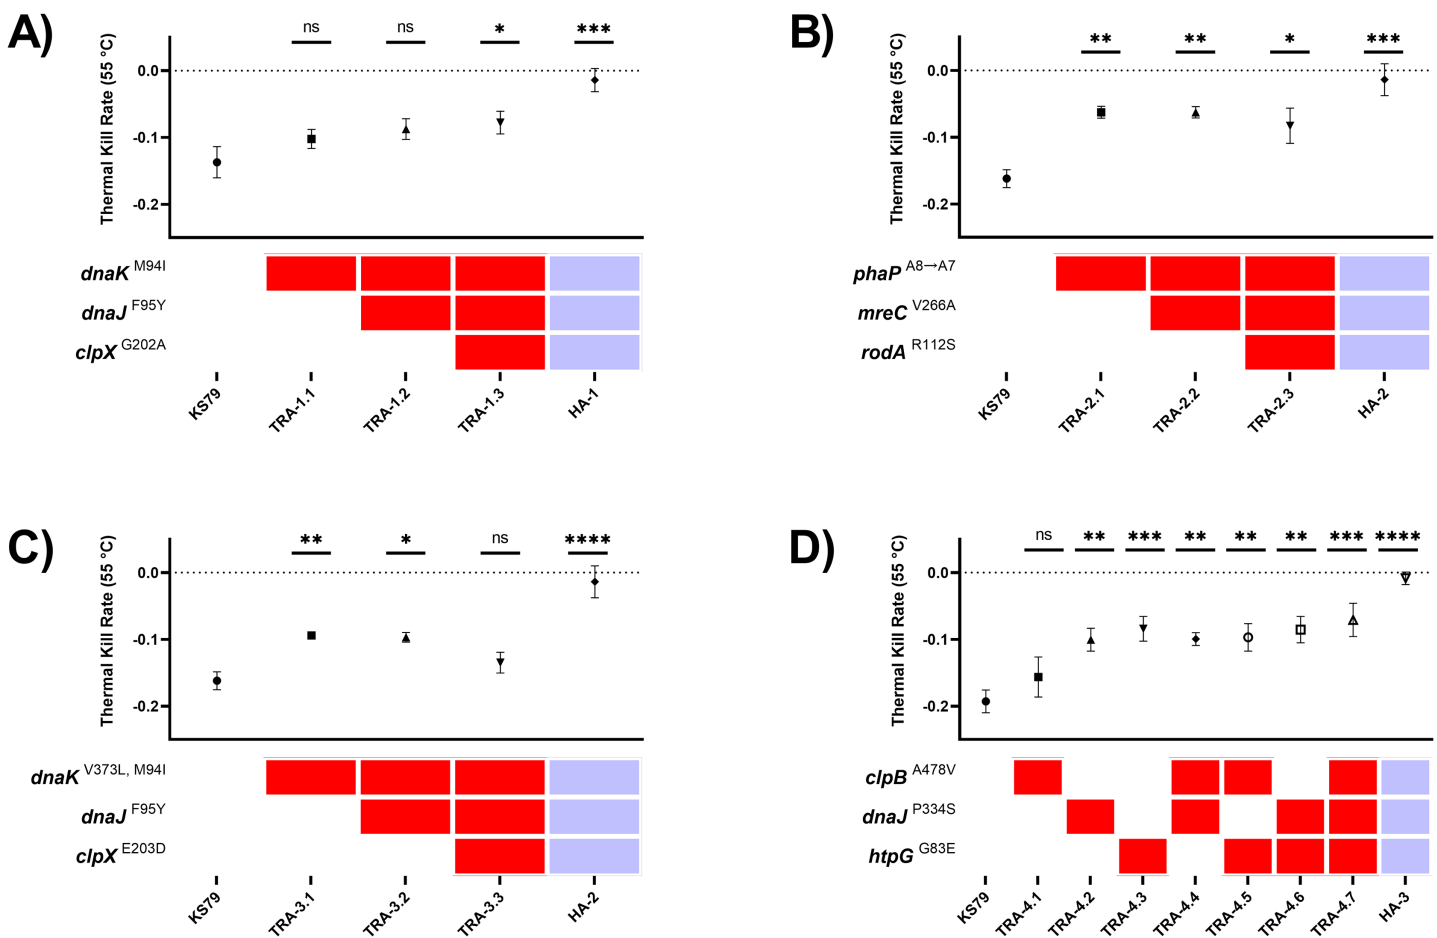 A)
ns ns * ***
Thermal Kill Rate (55 °C)
0.0
-0.1
-0.2
dnaK M94I
dnaJ F95Y
clpX G202A
KS79 TRA-1.1 TRA-1.2 TRA-1.3 HA-1
B)
** ** * ***
Thermal Kill Rate (55 °C)
0.0
-0.1
-0.2
phaP A8→A7
mreC V266A
rodA R112S
KS79 TRA-2.1 TRA-2.2 TRA-2.3 HA-2
C)
** * ns ****
Thermal Kill Rate (55 °C)
0.0
-0.1
-0.2
dnaK V373L, M94I
dnaJ F95Y
clpX E203D
KS79 TRA-3.1 TRA-3.2 TRA-3.3 HA-2
D)
ns ** *** ** ** ** *** ****
Thermal Kill Rate (55 °C)
0.0
-0.1
-0.2
clpB A478V
dnaJ P334S
htpG G83E
KS79 TRA-4.1 TRA-4.2 TRA-4.3 TRA-4.4 TRA-4.5 TRA-4.6 TRA-4.7 HA-3